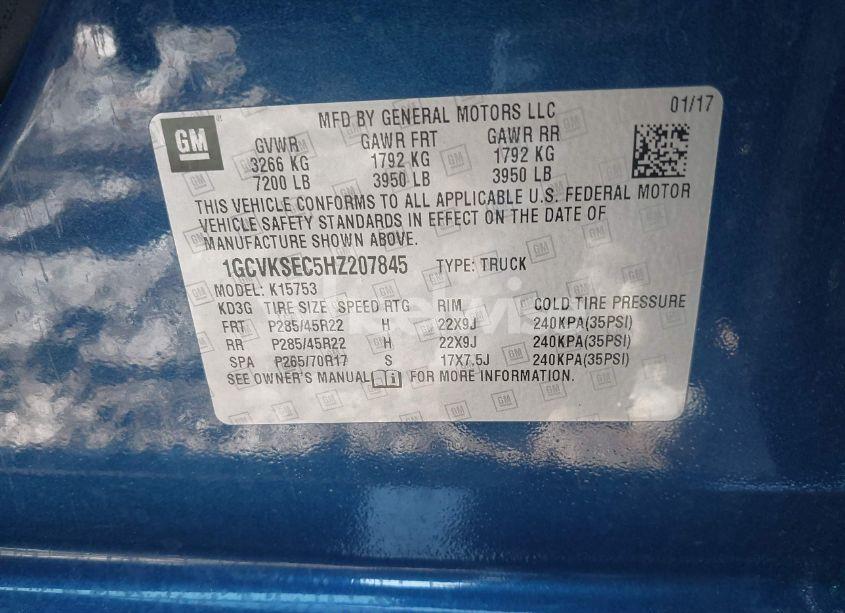 GM
MFD BY GENERAL MOTORS LLC 01/17
GVWR GAWR FRT GAWR RR
3266 KG 1792 KG 1792 KG
7200 LB 3950 LB 3950 LB
THIS VEHICLE CONFORMS TO ALL APPLICABLE U.S. FEDERAL MOTOR
VEHICLE SAFETY STANDARDS IN EFFECT ON THE DATE OF
MANUFACTURE SHOWN ABOVE.
1GCVKSEC5HZ207845 TYPE: TRUCK
MODEL: K15753
KD3G TIRE SIZE SPEED RTG RIM COLD TIRE PRESSURE
FRT P285/45R22 H 22X9J 240KPA(35PSI)
RR P285/45R22 H 22X9J 240KPA(35PSI)
SPA P265/70R17 S 17X7.5J 240KPA(35PSI)
SEE OWNER'S MANUAL FOR MORE INFORMATION.